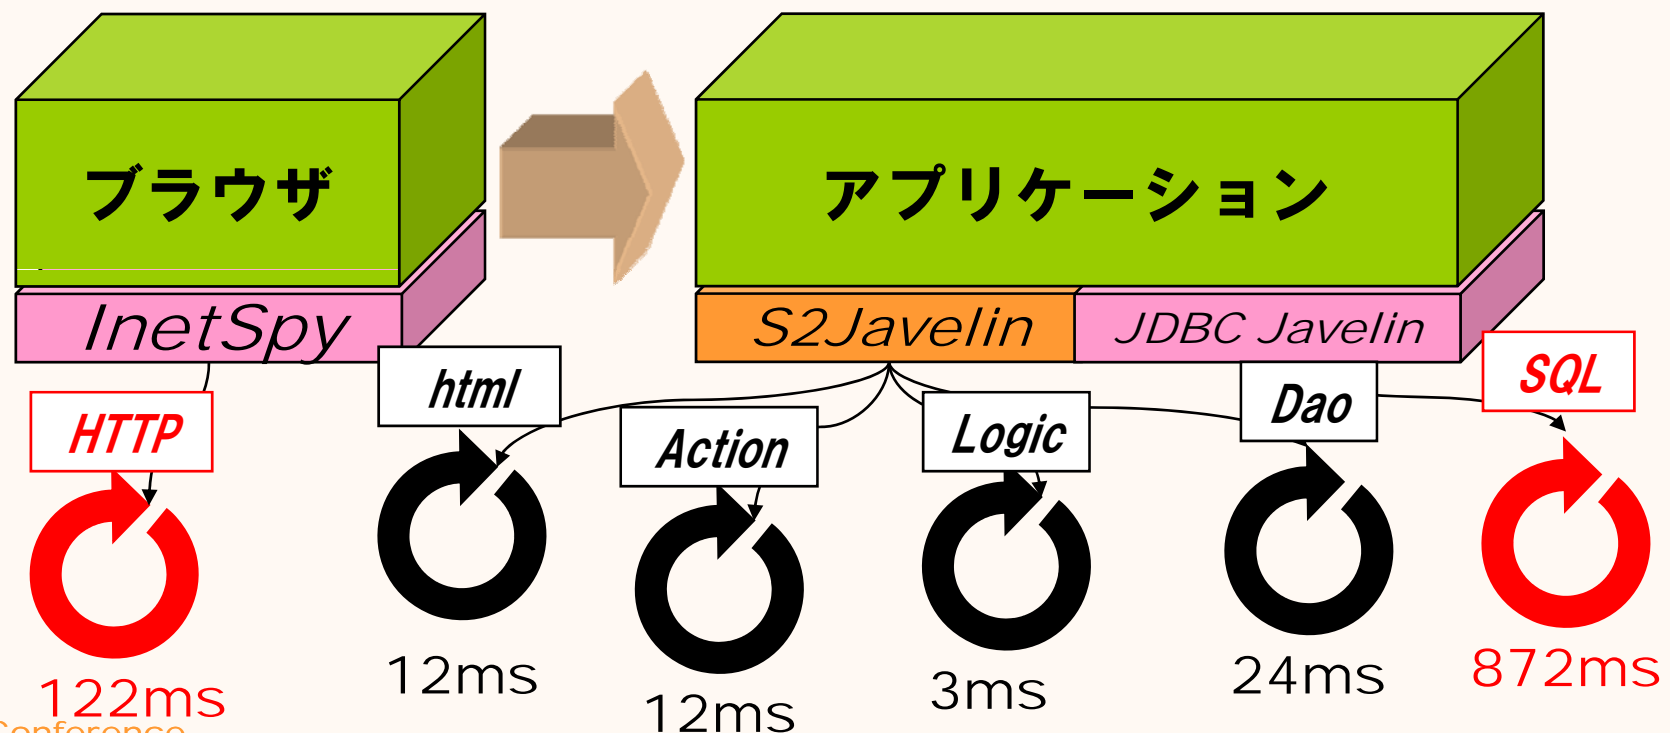 ブラウザ
アプリケーション
InetSpy
S2Javelin
JDBC Javelin
HTTP
html
Action
Logic
Dao
SQL
122ms
12ms
12ms
3ms
24ms
872ms
Conference